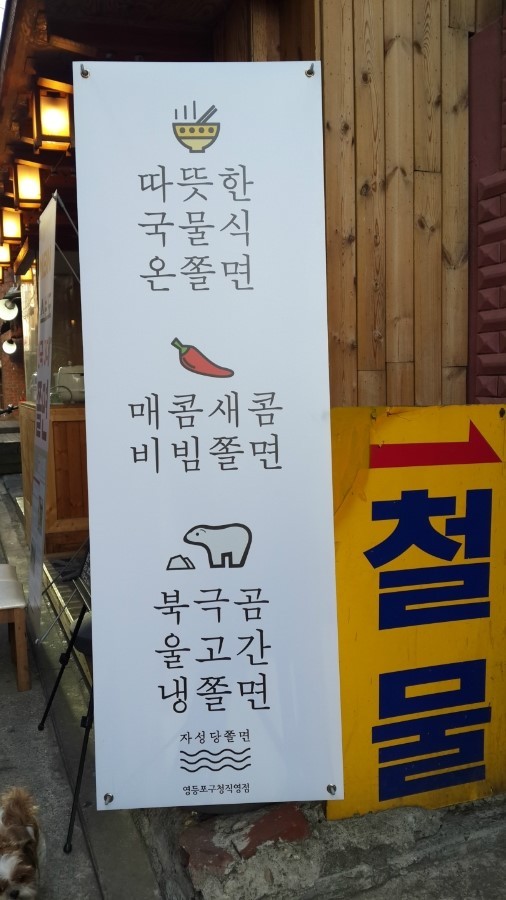 따뜻한
국물식
온쫄면
매콤새콤
비빔쫄면
북극곰
울고간
냉쫄면
자성당쫄면
영등포구청직영점
철물